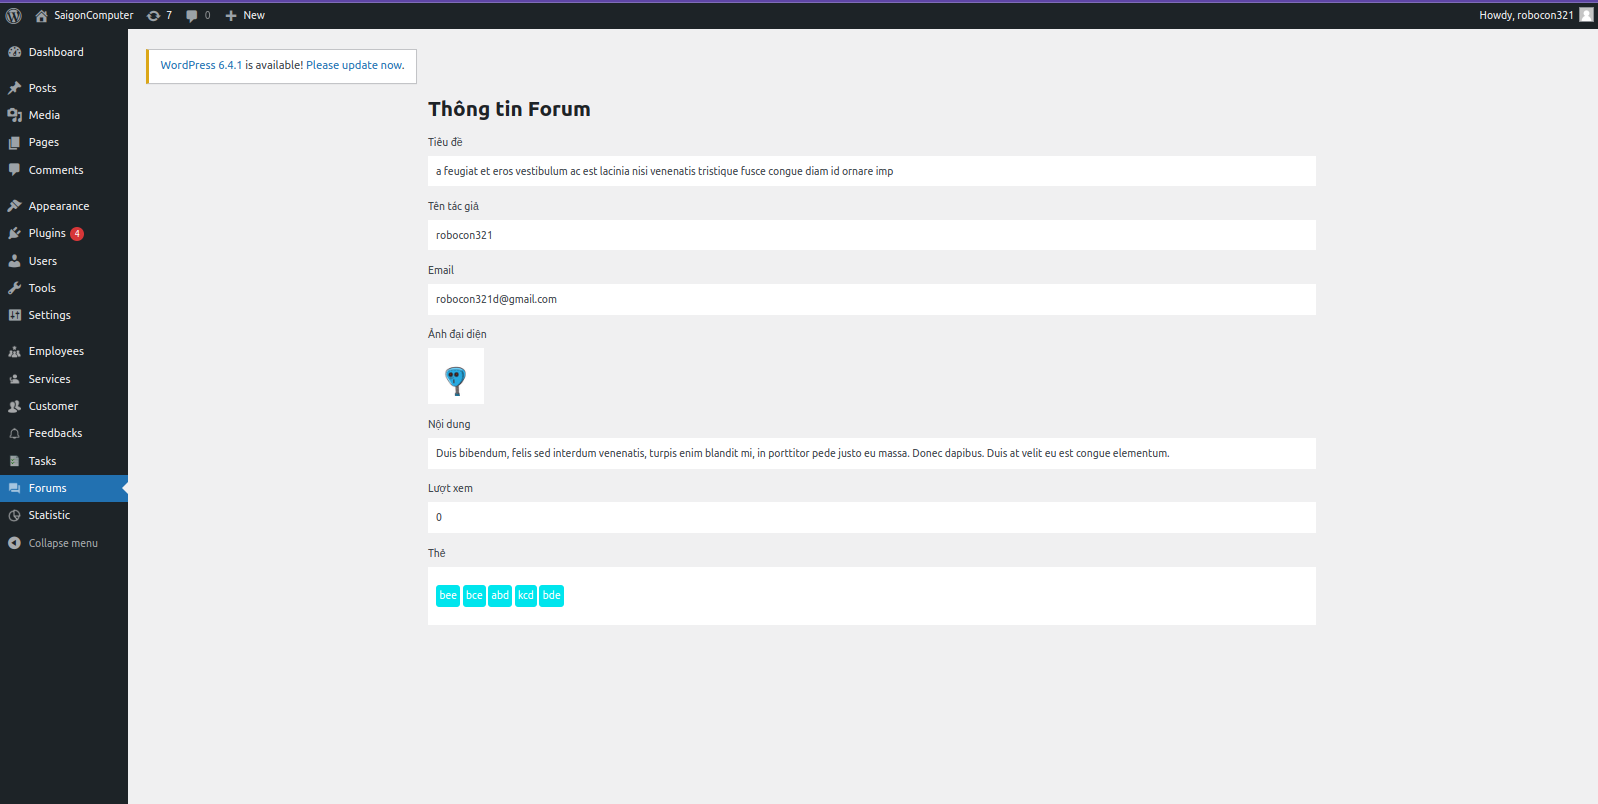 SaigonComputer 7 0 New Howdy, robocon321
Dashboard
Posts
Media
Pages
Comments
Appearance
Plugins 4
Users
Tools
Settings
Employees
Services
Customer
Feedbacks
Tasks
Forums
Statistic
Collapse menu
WordPress 6.4.1 is available! Please update now.
Thông tin Forum
Tiêu đề
a feugiat et eros vestibulum ac est lacinia nisi venenatis tristique fusce congue diam id ornare imp
Tên tác giả
robocon321
Email
robocon321d@gmail.com
Ảnh đại diện
Nội dung
Duis bibendum, felis sed interdum venenatis, turpis enim blandit mi, in porttitor pede justo eu massa. Donec dapibus. Duis at velit eu est congue elementum.
Lượt xem
0
Thẻ
bee bce abd kcd bde